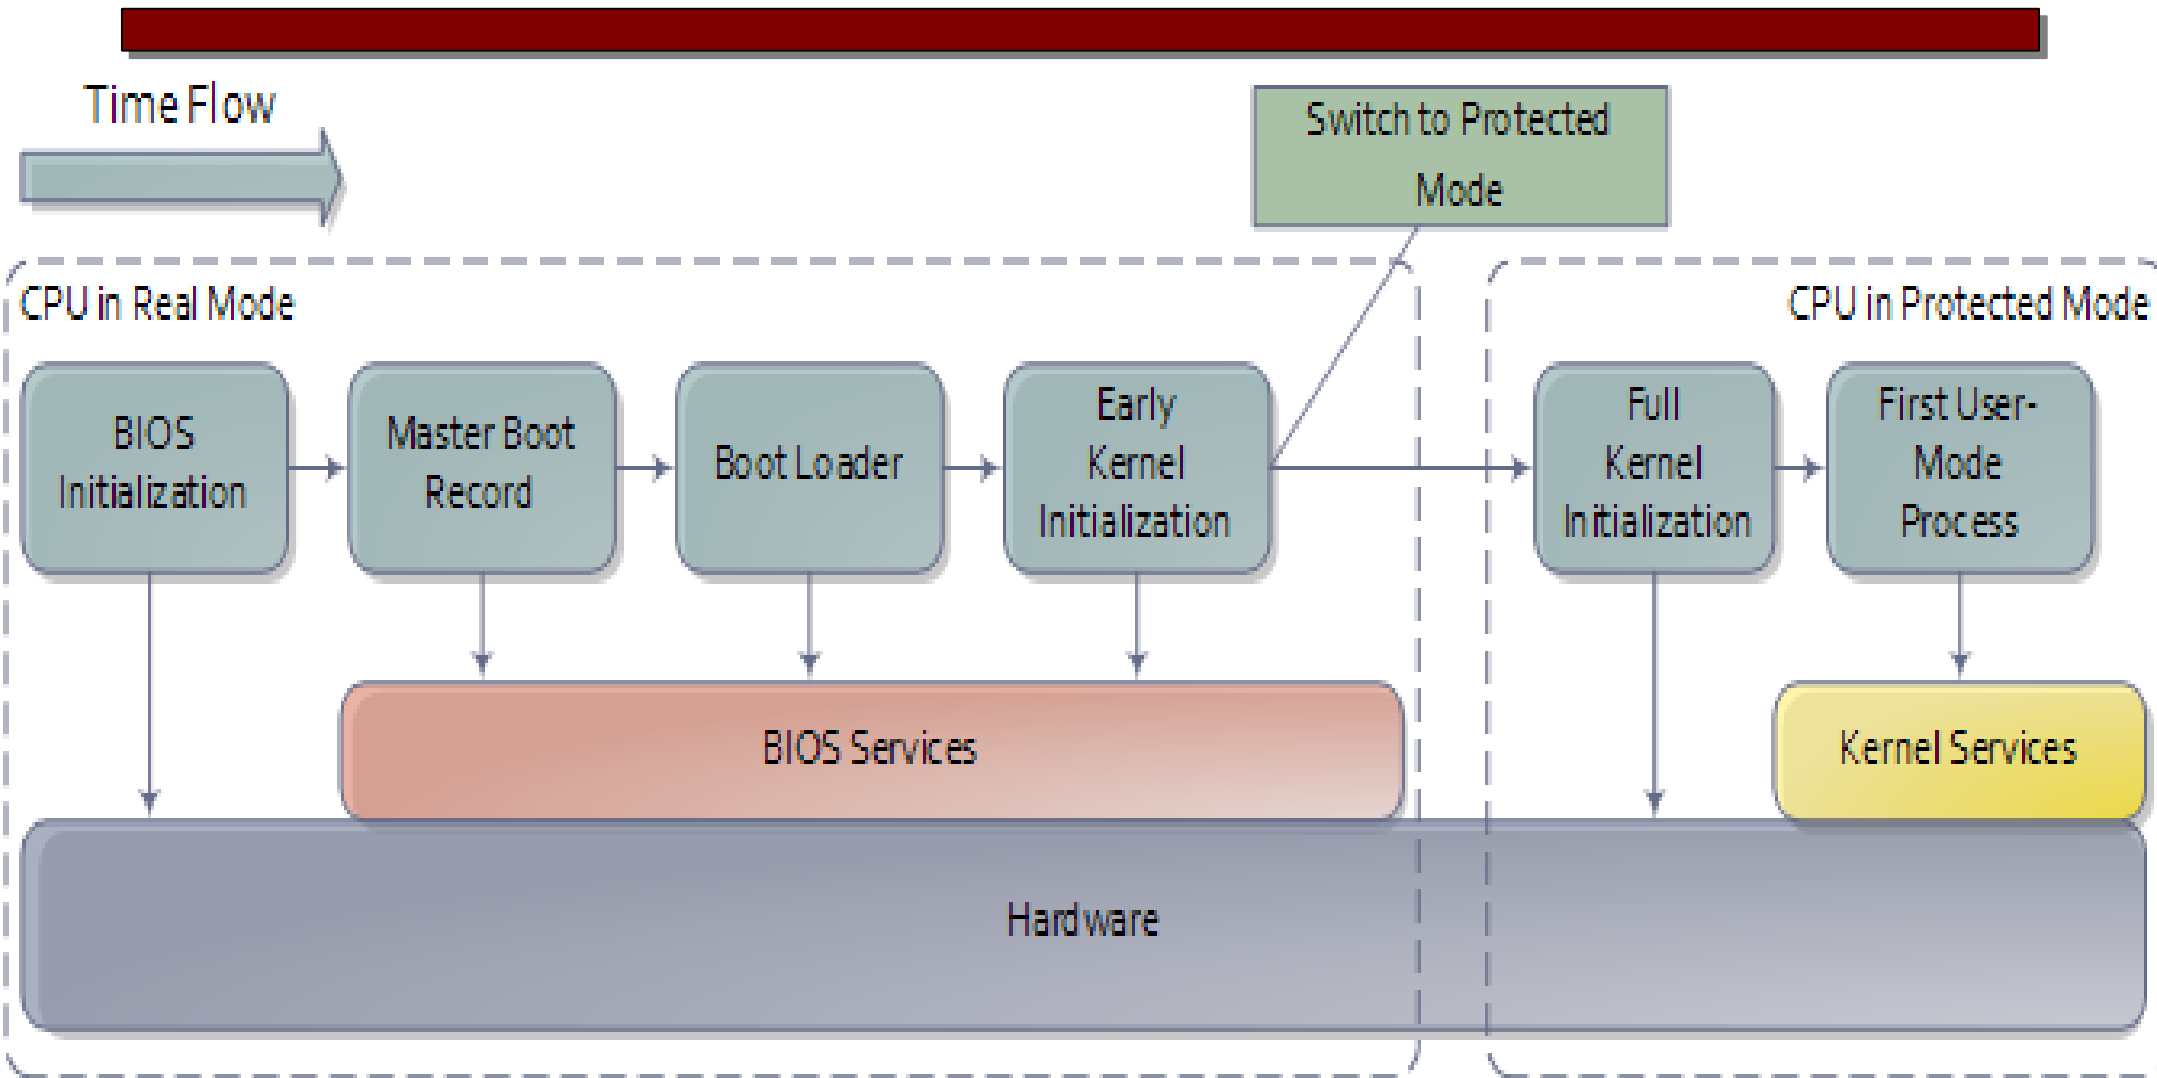 Time Flow
Switch to Protected
Mode
CPU in Real Mode
CPU in Protected Mode
BIOS
Initialization
Master Boot
Record
Boot Loader
Early
Kernel
Initialization
Full
Kernel
Initialization
First User-
Mode
Process
BIOS Services
Kernel Services
Hardware